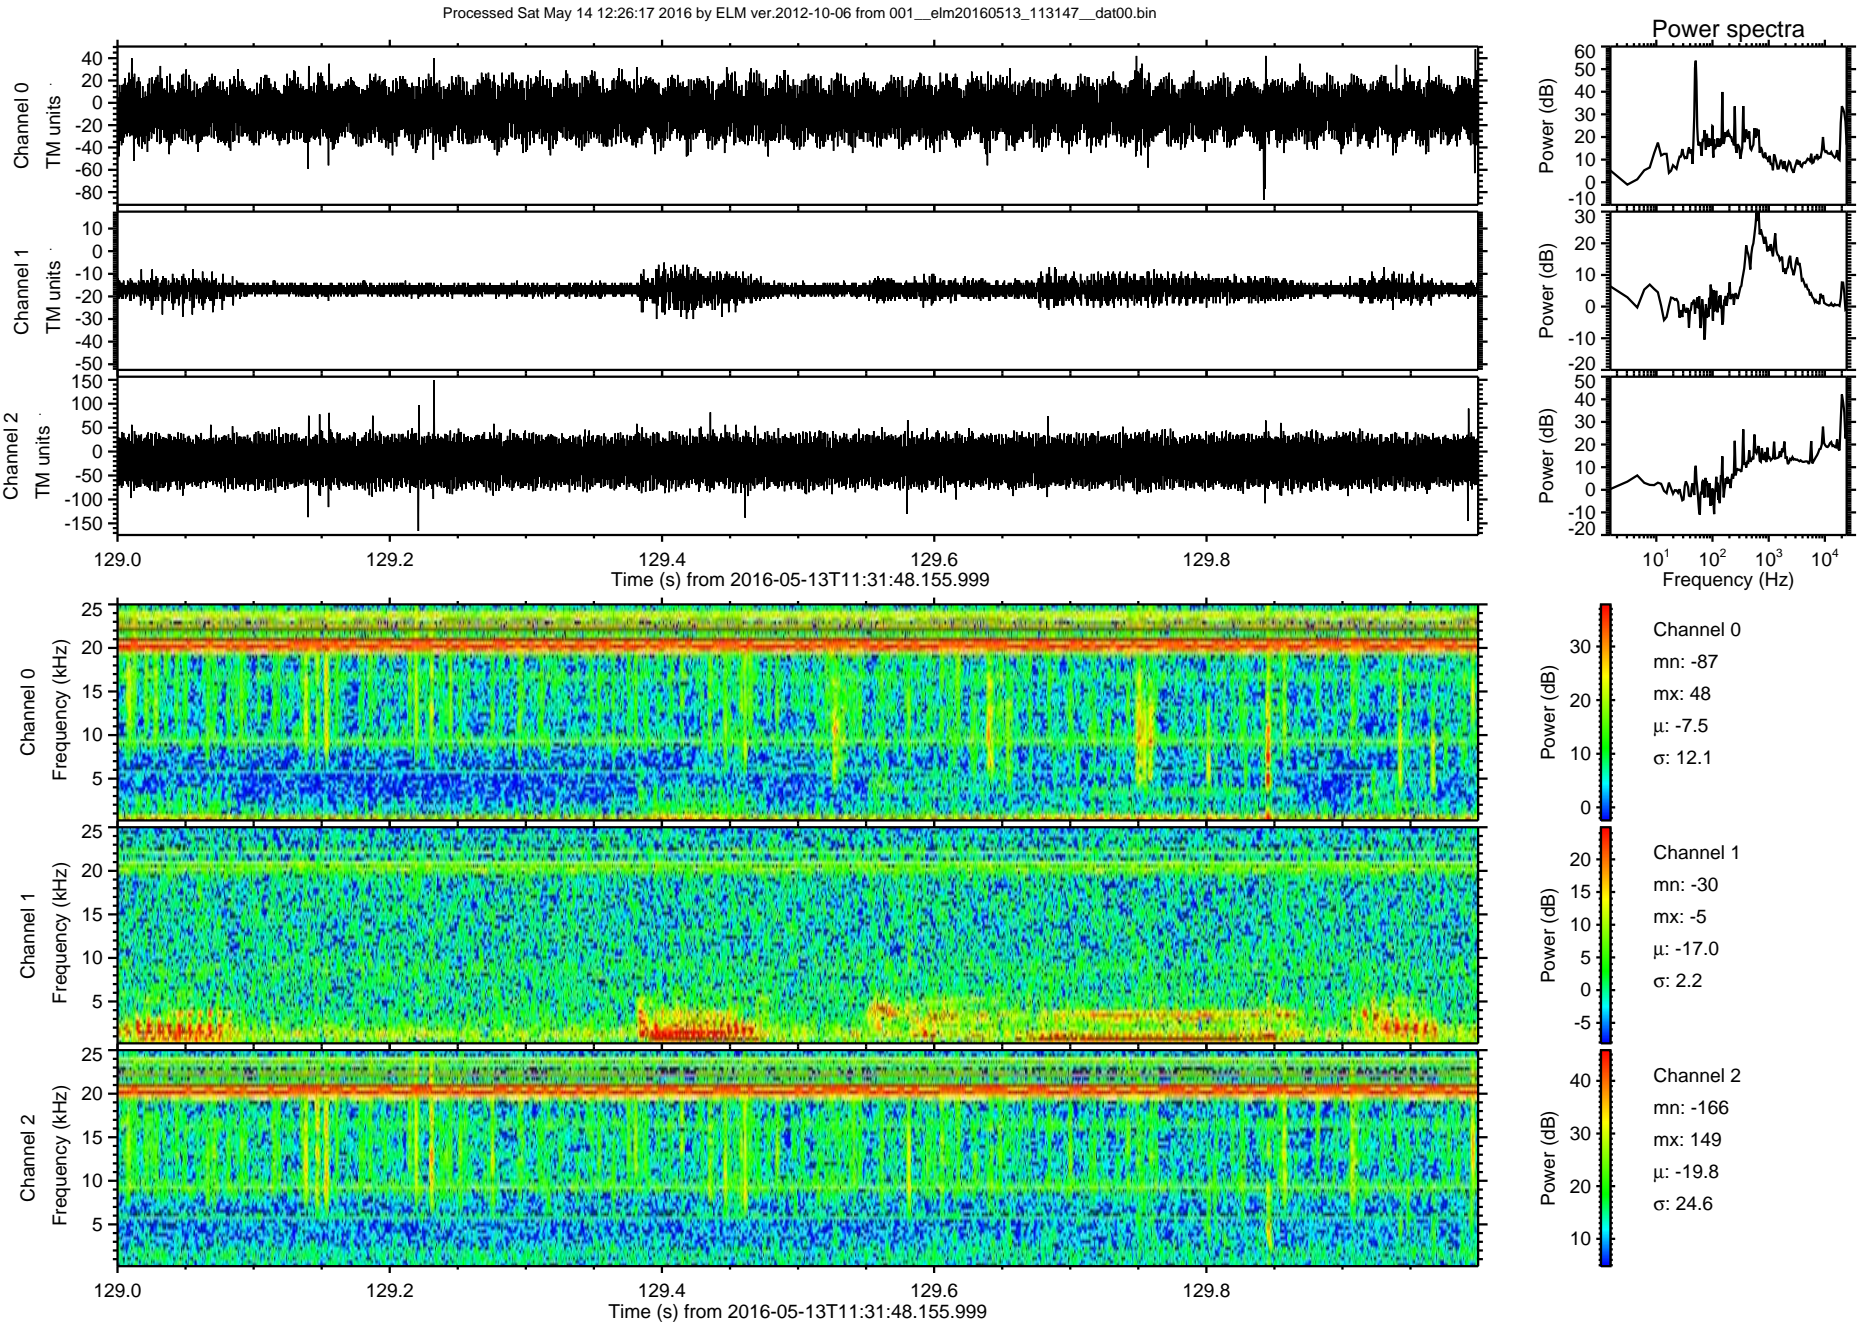 Processed Sat May 14 12:26:17 2016 by ELM ver.2012-10-06 from 001__elm20160513_113147__dat00.bin
Power spectra
Channel 0
TM units
40
20
0
-20
-40
-60
-80
Power (dB)
60
50
40
30
20
10
0
-10
Channel 1
TM units
10
0
-10
-20
-30
-40
-50
Power (dB)
30
20
10
0
-10
-20
Channel 2
TM units
150
100
50
0
-50
-100
-150
Power (dB)
50
40
30
20
10
0
-10
-20
129.0 129.2 129.4 129.6 129.8
Time (s) from 2016-05-13T11:31:48.155.999
10¹ 10² 10³ 10⁴
Frequency (Hz)
Channel 0
Frequency (kHz)
25
20
15
10
5
Power (dB)
30
20
10
0
Channel 0
mn: -87
mx: 48
μ: -7.5
σ: 12.1
Channel 1
Frequency (kHz)
25
20
15
10
5
Power (dB)
20
15
10
5
0
-5
Channel 1
mn: -30
mx: -5
μ: -17.0
σ: 2.2
Channel 2
Frequency (kHz)
25
20
15
10
5
Power (dB)
40
30
20
10
Channel 2
mn: -166
mx: 149
μ: -19.8
σ: 24.6
129.0 129.2 129.4 129.6 129.8
Time (s) from 2016-05-13T11:31:48.155.999